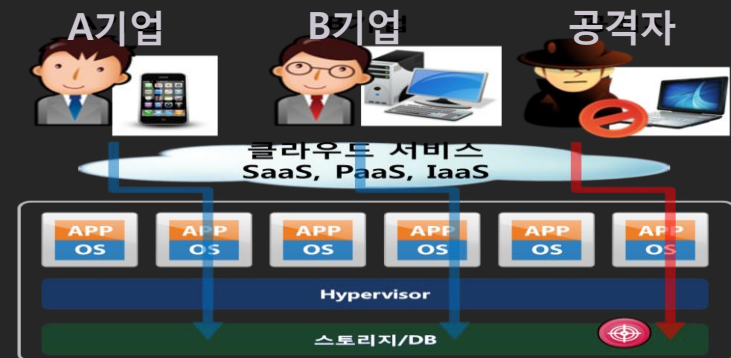 A기업
B기업
공격자
클라우드 서비스
SaaS, PaaS, IaaS
APP APP APP APP APP APP
OS OS OS OS OS OS
Hypervisor
스토리지/DB